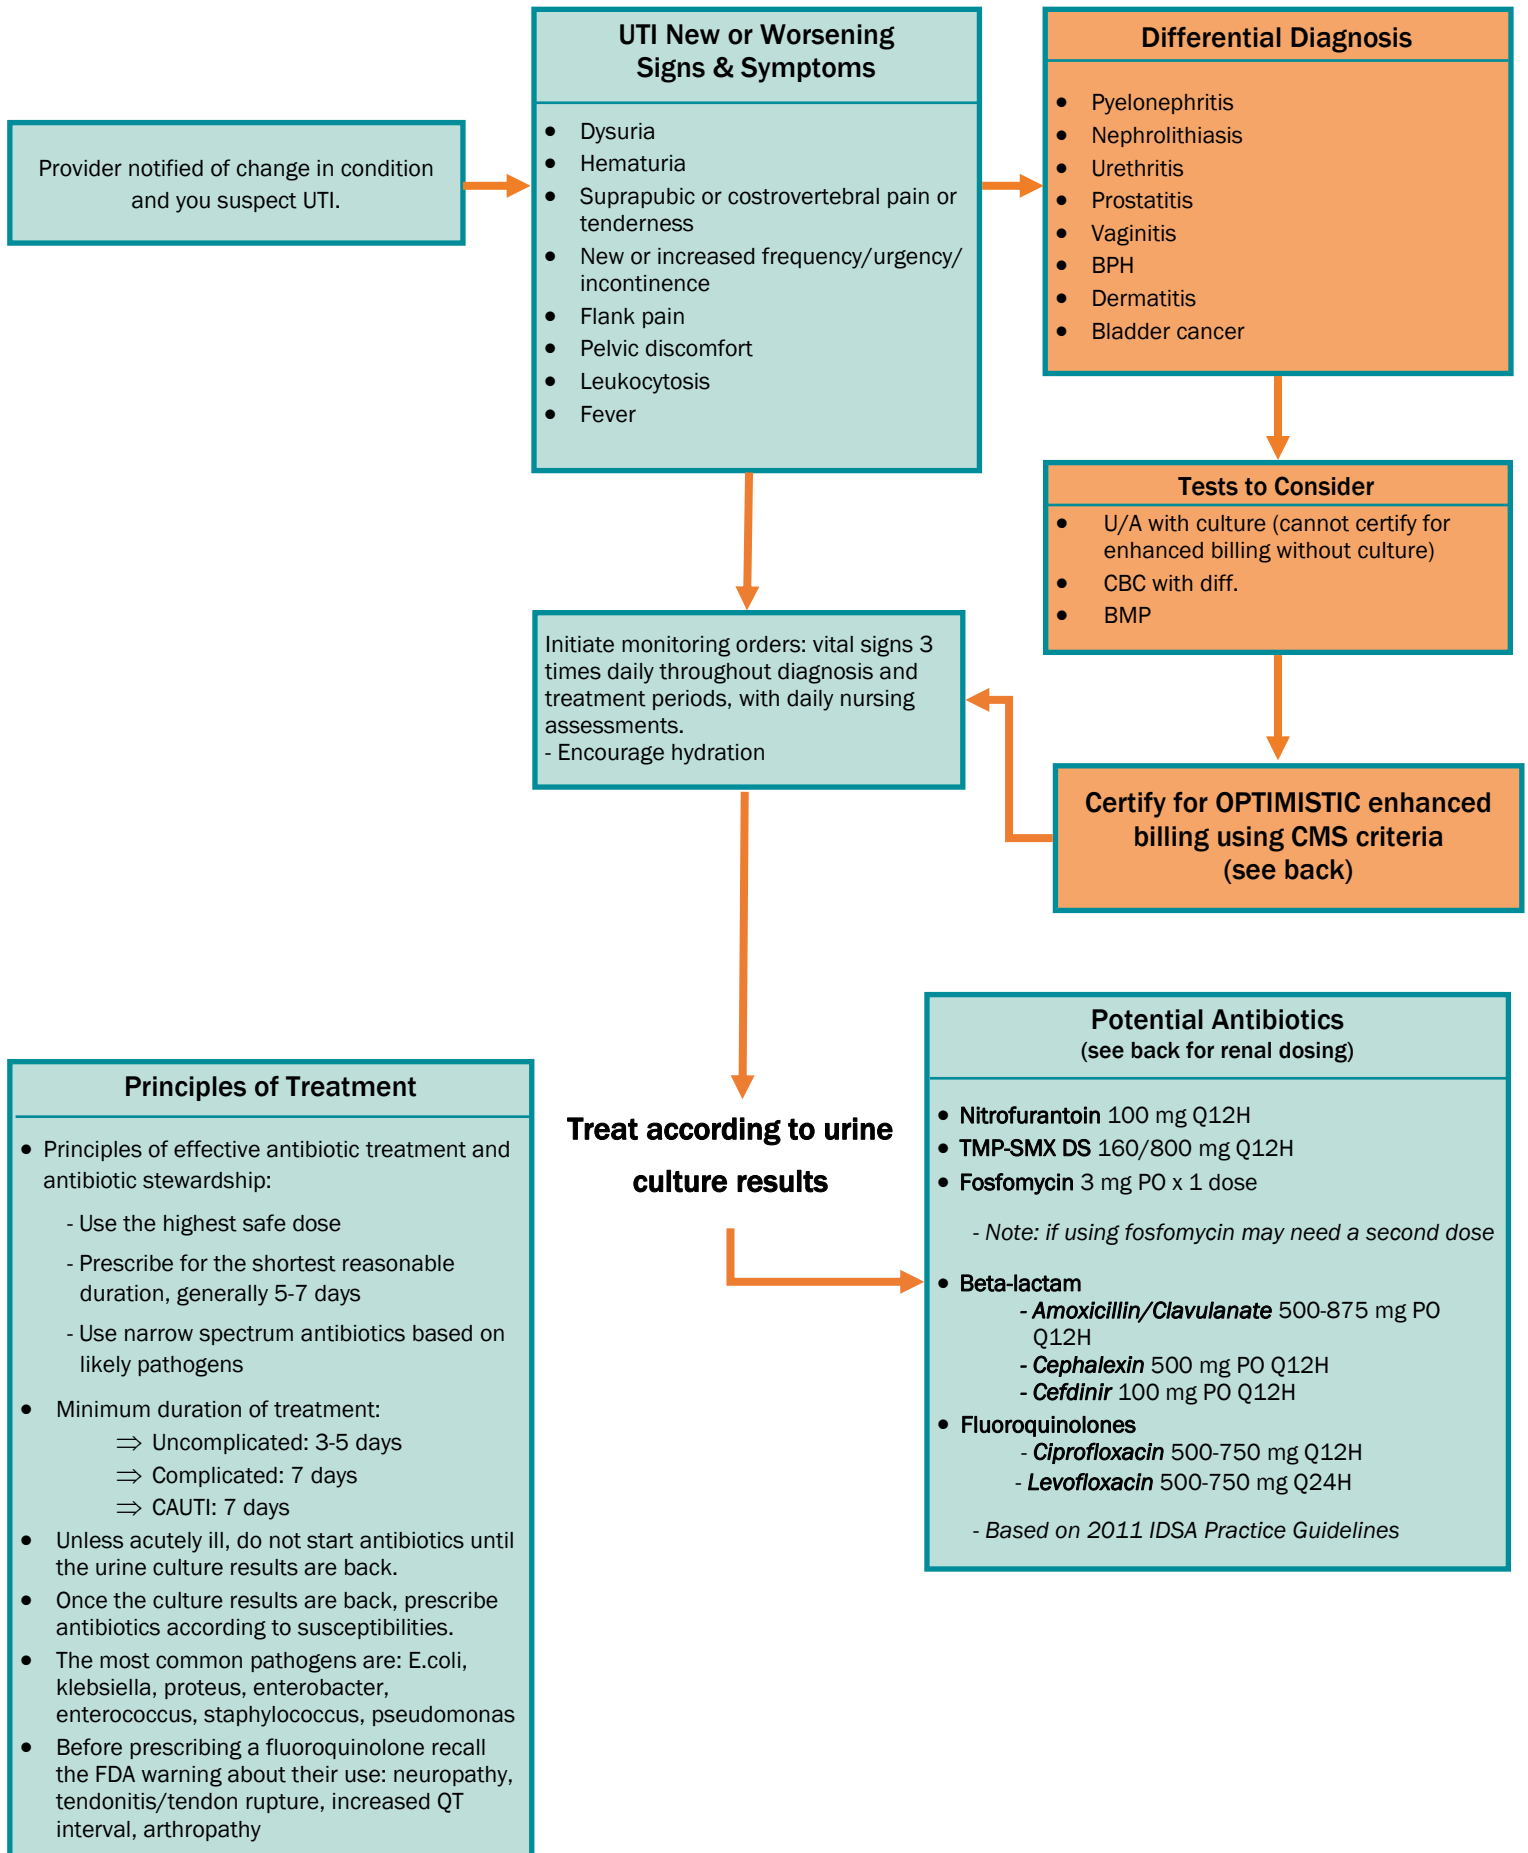 Provider notified of change in condition
and you suspect UTI.
UTI New or Worsening
Signs & Symptoms
• Dysuria
• Hematuria
• Suprapubic or costrovertebral pain or
tenderness
• New or increased frequency/urgency/
incontinence
• Flank pain
• Pelvic discomfort
• Leukocytosis
• Fever
Differential Diagnosis
• Pyelonephritis
• Nephrolithiasis
• Urethritis
• Prostatitis
• Vaginitis
• BPH
• Dermatitis
• Bladder cancer
Tests to Consider
• U/A with culture (cannot certify for
enhanced billing without culture)
• CBC with diff.
• BMP
Certify for OPTIMISTIC enhanced
billing using CMS criteria
(see back)
Initiate monitoring orders: vital signs 3
times daily throughout diagnosis and
treatment periods, with daily nursing
assessments.
- Encourage hydration
Treat according to urine
culture results
Potential Antibiotics
(see back for renal dosing)
• Nitrofurantoin 100 mg Q12H
• TMP-SMX DS 160/800 mg Q12H
• Fosfomycin 3 mg PO x 1 dose
- Note: if using fosfomycin may need a second dose
• Beta-lactam
- Amoxicillin/Clavulanate 500-875 mg PO
Q12H
- Cephalexin 500 mg PO Q12H
- Cefdinir 100 mg PO Q12H
• Fluoroquinolones
- Ciprofloxacin 500-750 mg Q12H
- Levofloxacin 500-750 mg Q24H
- Based on 2011 IDSA Practice Guidelines
Principles of Treatment
• Principles of effective antibiotic treatment and
antibiotic stewardship:
- Use the highest safe dose
- Prescribe for the shortest reasonable
duration, generally 5-7 days
- Use narrow spectrum antibiotics based on
likely pathogens
• Minimum duration of treatment:
⇒ Uncomplicated: 3-5 days
⇒ Complicated: 7 days
⇒ CAUTI: 7 days
• Unless acutely ill, do not start antibiotics until
the urine culture results are back.
• Once the culture results are back, prescribe
antibiotics according to susceptibilities.
• The most common pathogens are: E.coli,
klebsiella, proteus, enterobacter,
enterococcus, staphylococcus, pseudomonas
• Before prescribing a fluoroquinolone recall
the FDA warning about their use: neuropathy,
tendonitis/tendon rupture, increased QT
interval, arthropathy